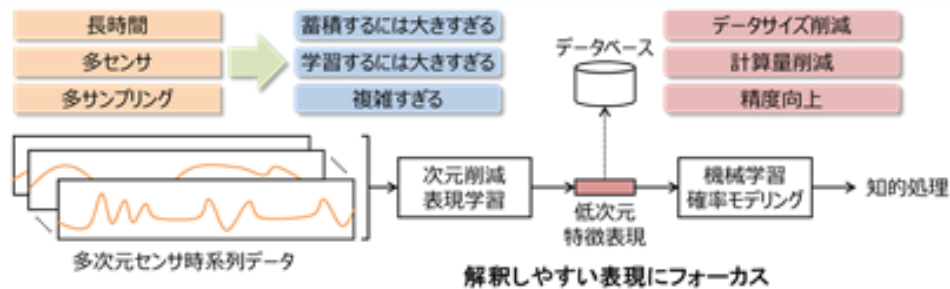 長時間
多センサ
多サンプリング
蓄積するには大きすぎる
学習するには大きすぎる
複雑すぎる
データベース
データサイズ削減
計算量削減
精度向上
次元削減
表現学習
低次元
特徴表現
機械学習
確率モデリング
知的処理
多次元センサ時系列データ
解釈しやすい表現にフォーカス